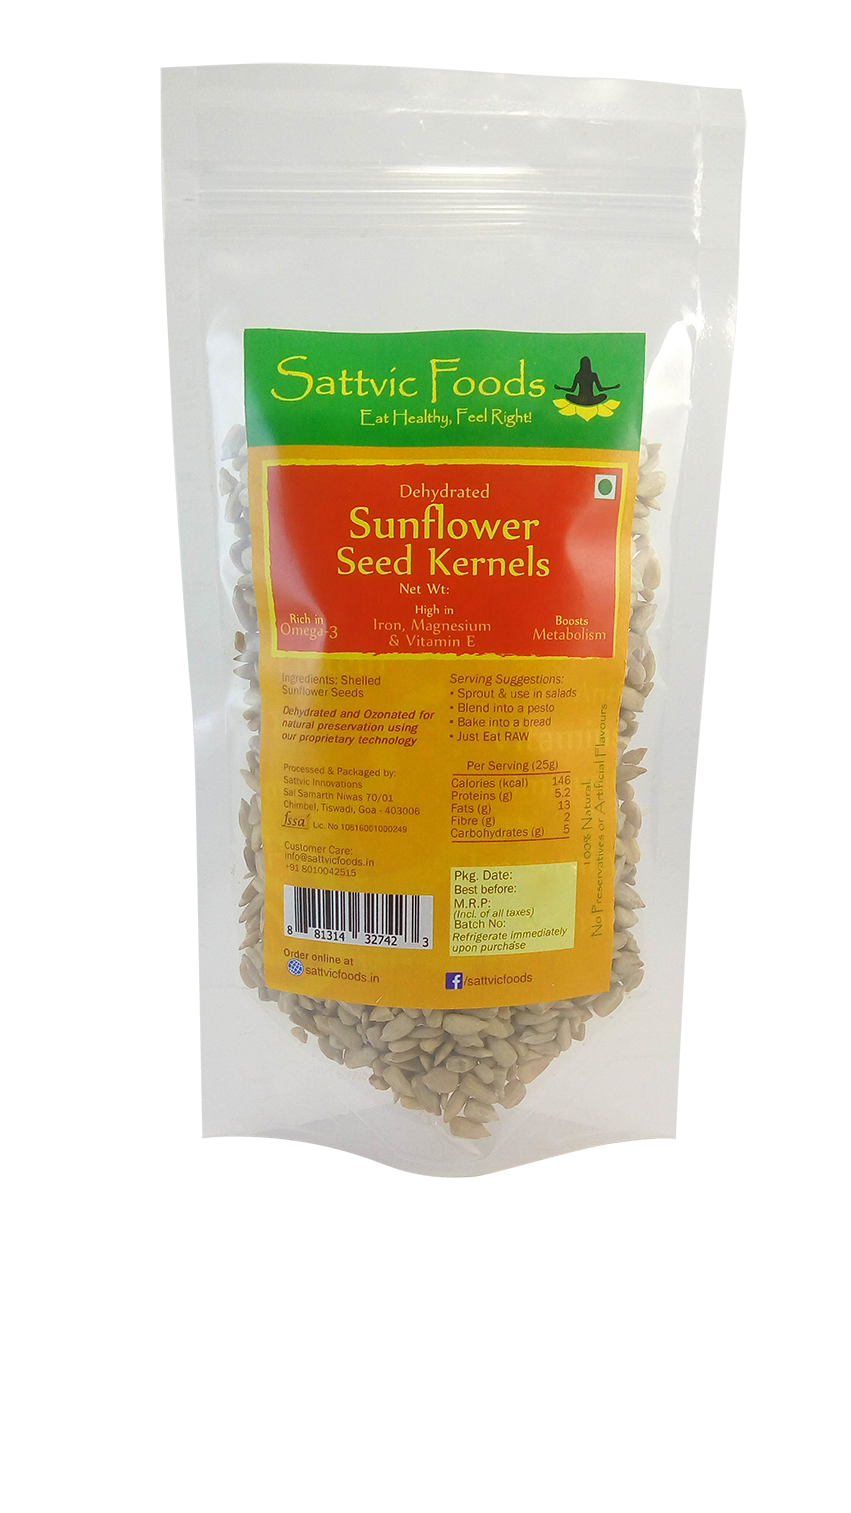 Sattvic Foods
Eat Healthy, Feel Right!
Dehydrated
Sunflower
Seed Kernels
Net Wt:
Rich in
Omega-3
High in
Iron, Magnesium
& Vitamin E
Boosts
Metabolism
Ingredients: Shelled
Sunflower Seeds
Dehydrated and Ozonated for
natural preservation using
our proprietary technology
Processed & Packaged by:
Sattvic Innovations
Sai Samarth Niwas 70/01
Chimbel, Tiswadi, Goa - 403006
fssai Lic. No 10516001000249
Customer Care:
info@sattvicfoods.in
+91 8010042515
8 81314 32742 3
Order online at
sattvicfoods.in
Serving Suggestions:
• Sprout & use in salads
• Blend into a pesto
• Bake into a bread
• Just Eat RAW
Per Serving (25g)
Calories (kcal) 146
Proteins (g) 5.2
Fats (g) 13
Fibre (g) 2
Carbohydrates (g) 5
Pkg. Date:
Best before:
M.R.P:
(Incl. of all taxes)
Batch No:
Refrigerate immediately
upon purchase
f/sattvicfoods
100% Natural
No Preservatives or Artificial Flavours